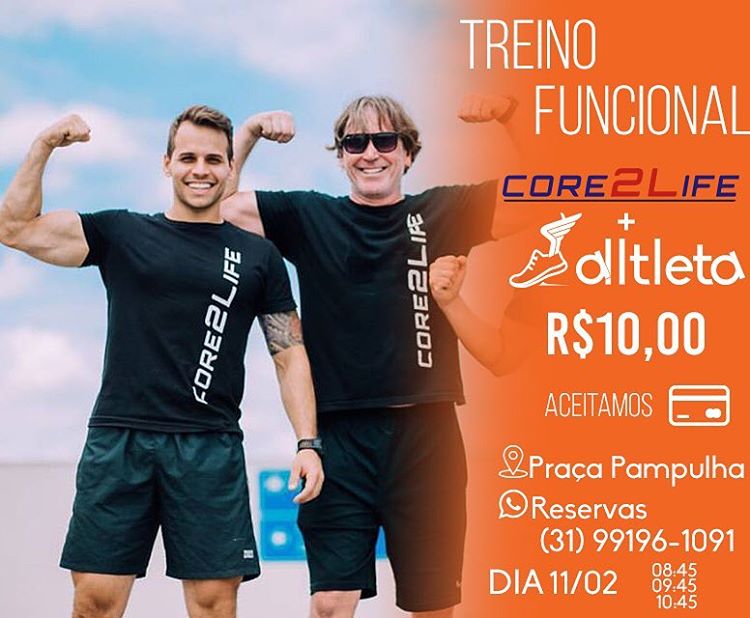 TREINO
FUNCIONAL
CORE2LIFE
+
alltleta
R$10,00
ACEITAMOS
Praça Pampulha
Reservas
(31) 99196-1091
DIA 11/02
08:45
09:45
10:45
CORE2LIFE
CORE2LIFE